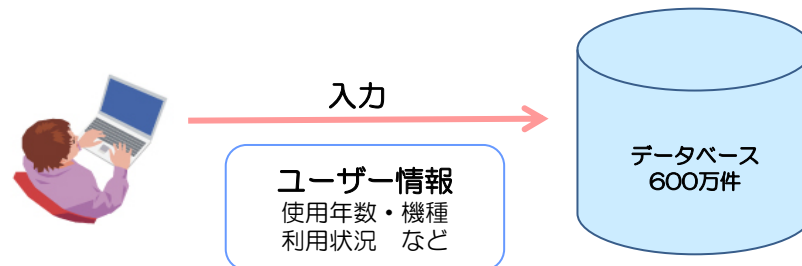 入力
ユーザー情報
使用年数・機種
利用状況　など
データベース
600万件